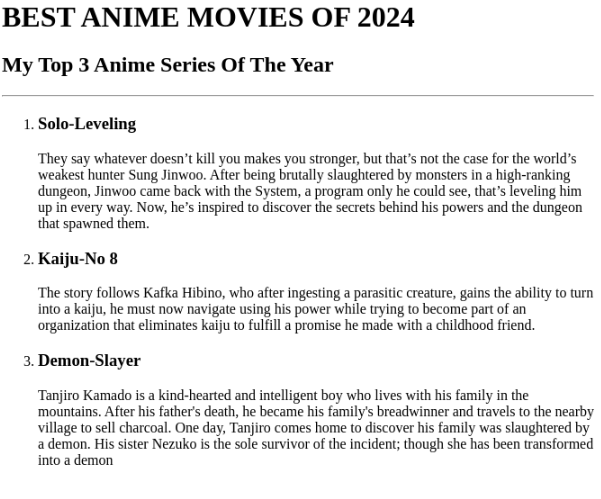 BEST ANIME MOVIES OF 2024
My Top 3 Anime Series Of The Year
1. Solo-Leveling
They say whatever doesn’t kill you makes you stronger, but that’s not the case for the world’s
weakest hunter Sung Jinwoo. After being brutally slaughtered by monsters in a high-ranking
dungeon, Jinwoo came back with the System, a program only he could see, that’s leveling him
up in every way. Now, he’s inspired to discover the secrets behind his powers and the dungeon
that spawned them.
2. Kaiju-No 8
The story follows Kafka Hibino, who after ingesting a parasitic creature, gains the ability to turn
into a kaiju, he must now navigate using his power while trying to become part of an
organization that eliminates kaiju to fulfill a promise he made with a childhood friend.
3. Demon-Slayer
Tanjiro Kamado is a kind-hearted and intelligent boy who lives with his family in the
mountains. After his father's death, he became his family's breadwinner and travels to the nearby
village to sell charcoal. One day, Tanjiro comes home to discover his family was slaughtered by
a demon. His sister Nezuko is the sole survivor of the incident; though she has been transformed
into a demon